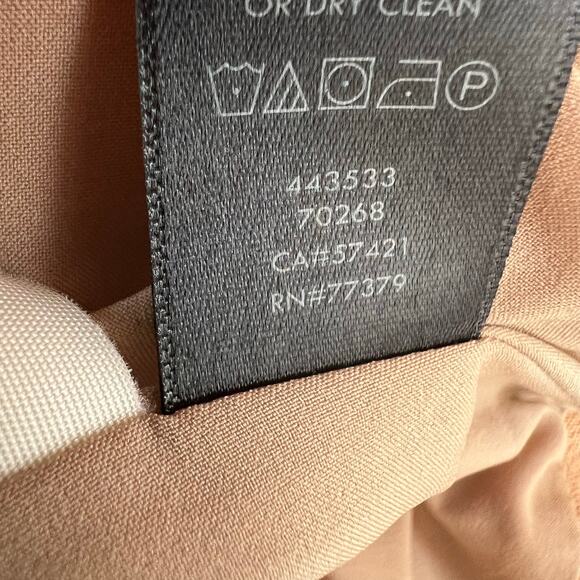 OR DRY CLEAN
P
443533
70268
CA#57421
RN#77379